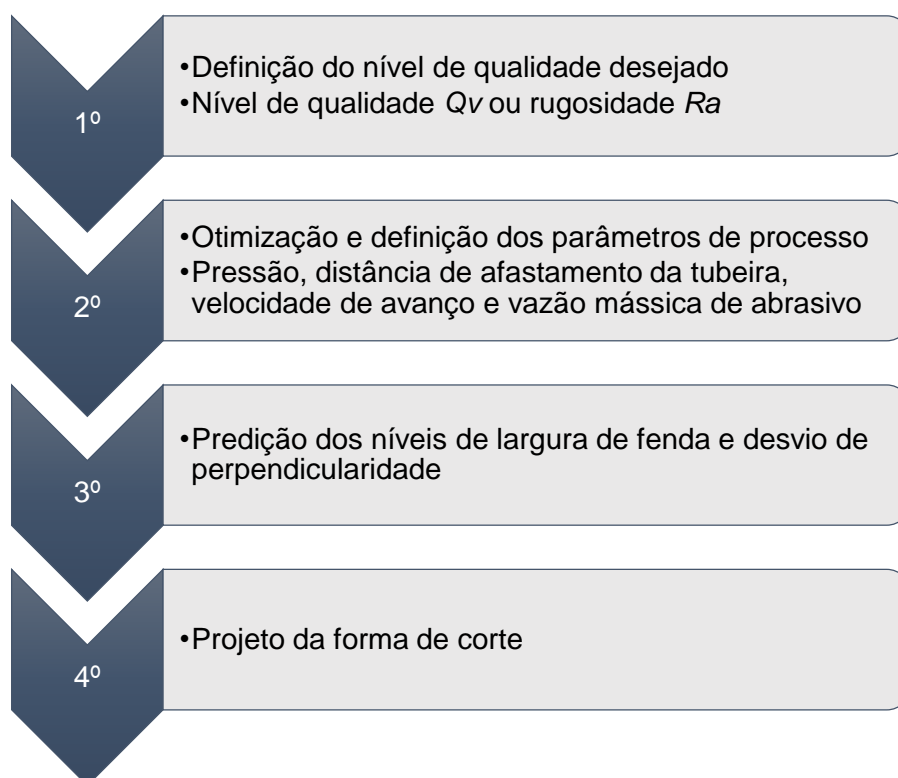 1º
•Definição do nível de qualidade desejado
•Nível de qualidade Qv ou rugosidade Ra
2º
•Otimização e definição dos parâmetros de processo
•Pressão, distância de afastamento da tubeira,
velocidade de avanço e vazão mássica de abrasivo
3º
•Predição dos níveis de largura de fenda e desvio de
perpendicularidade
4º
•Projeto da forma de corte